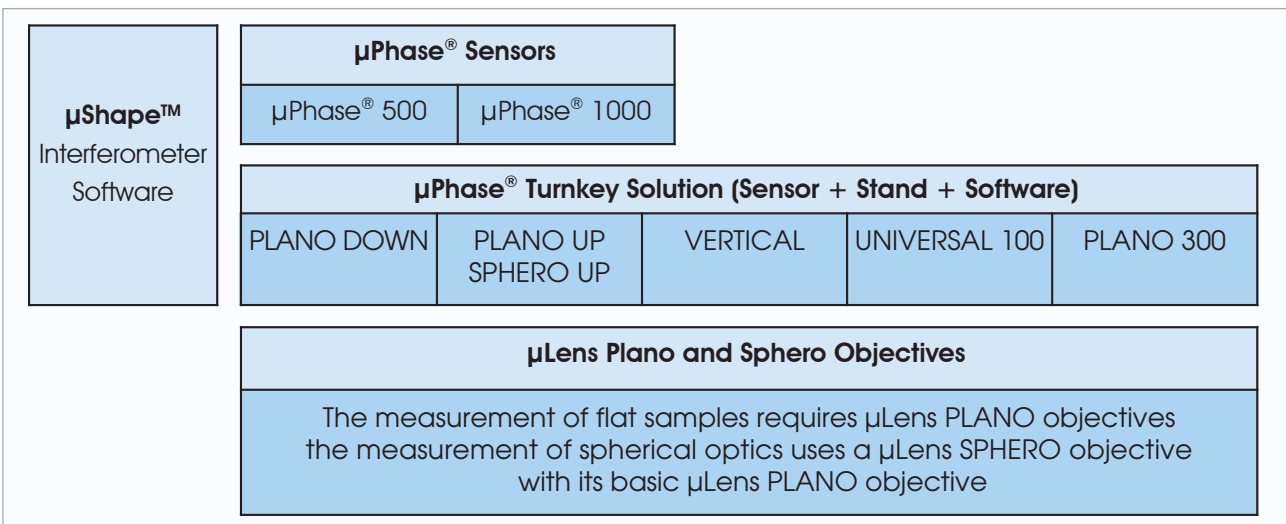 µShape™
Interferometer
Software
µPhase® Sensors
µPhase® 500
µPhase® 1000
µPhase® Turnkey Solution (Sensor + Stand + Software)
PLANO DOWN
PLANO UP
SPHERO UP
VERTICAL
UNIVERSAL 100
PLANO 300
µLens Plano and Sphero Objectives
The measurement of flat samples requires µLens PLANO objectives
the measurement of spherical optics uses a µLens SPHERO objective
with its basic µLens PLANO objective